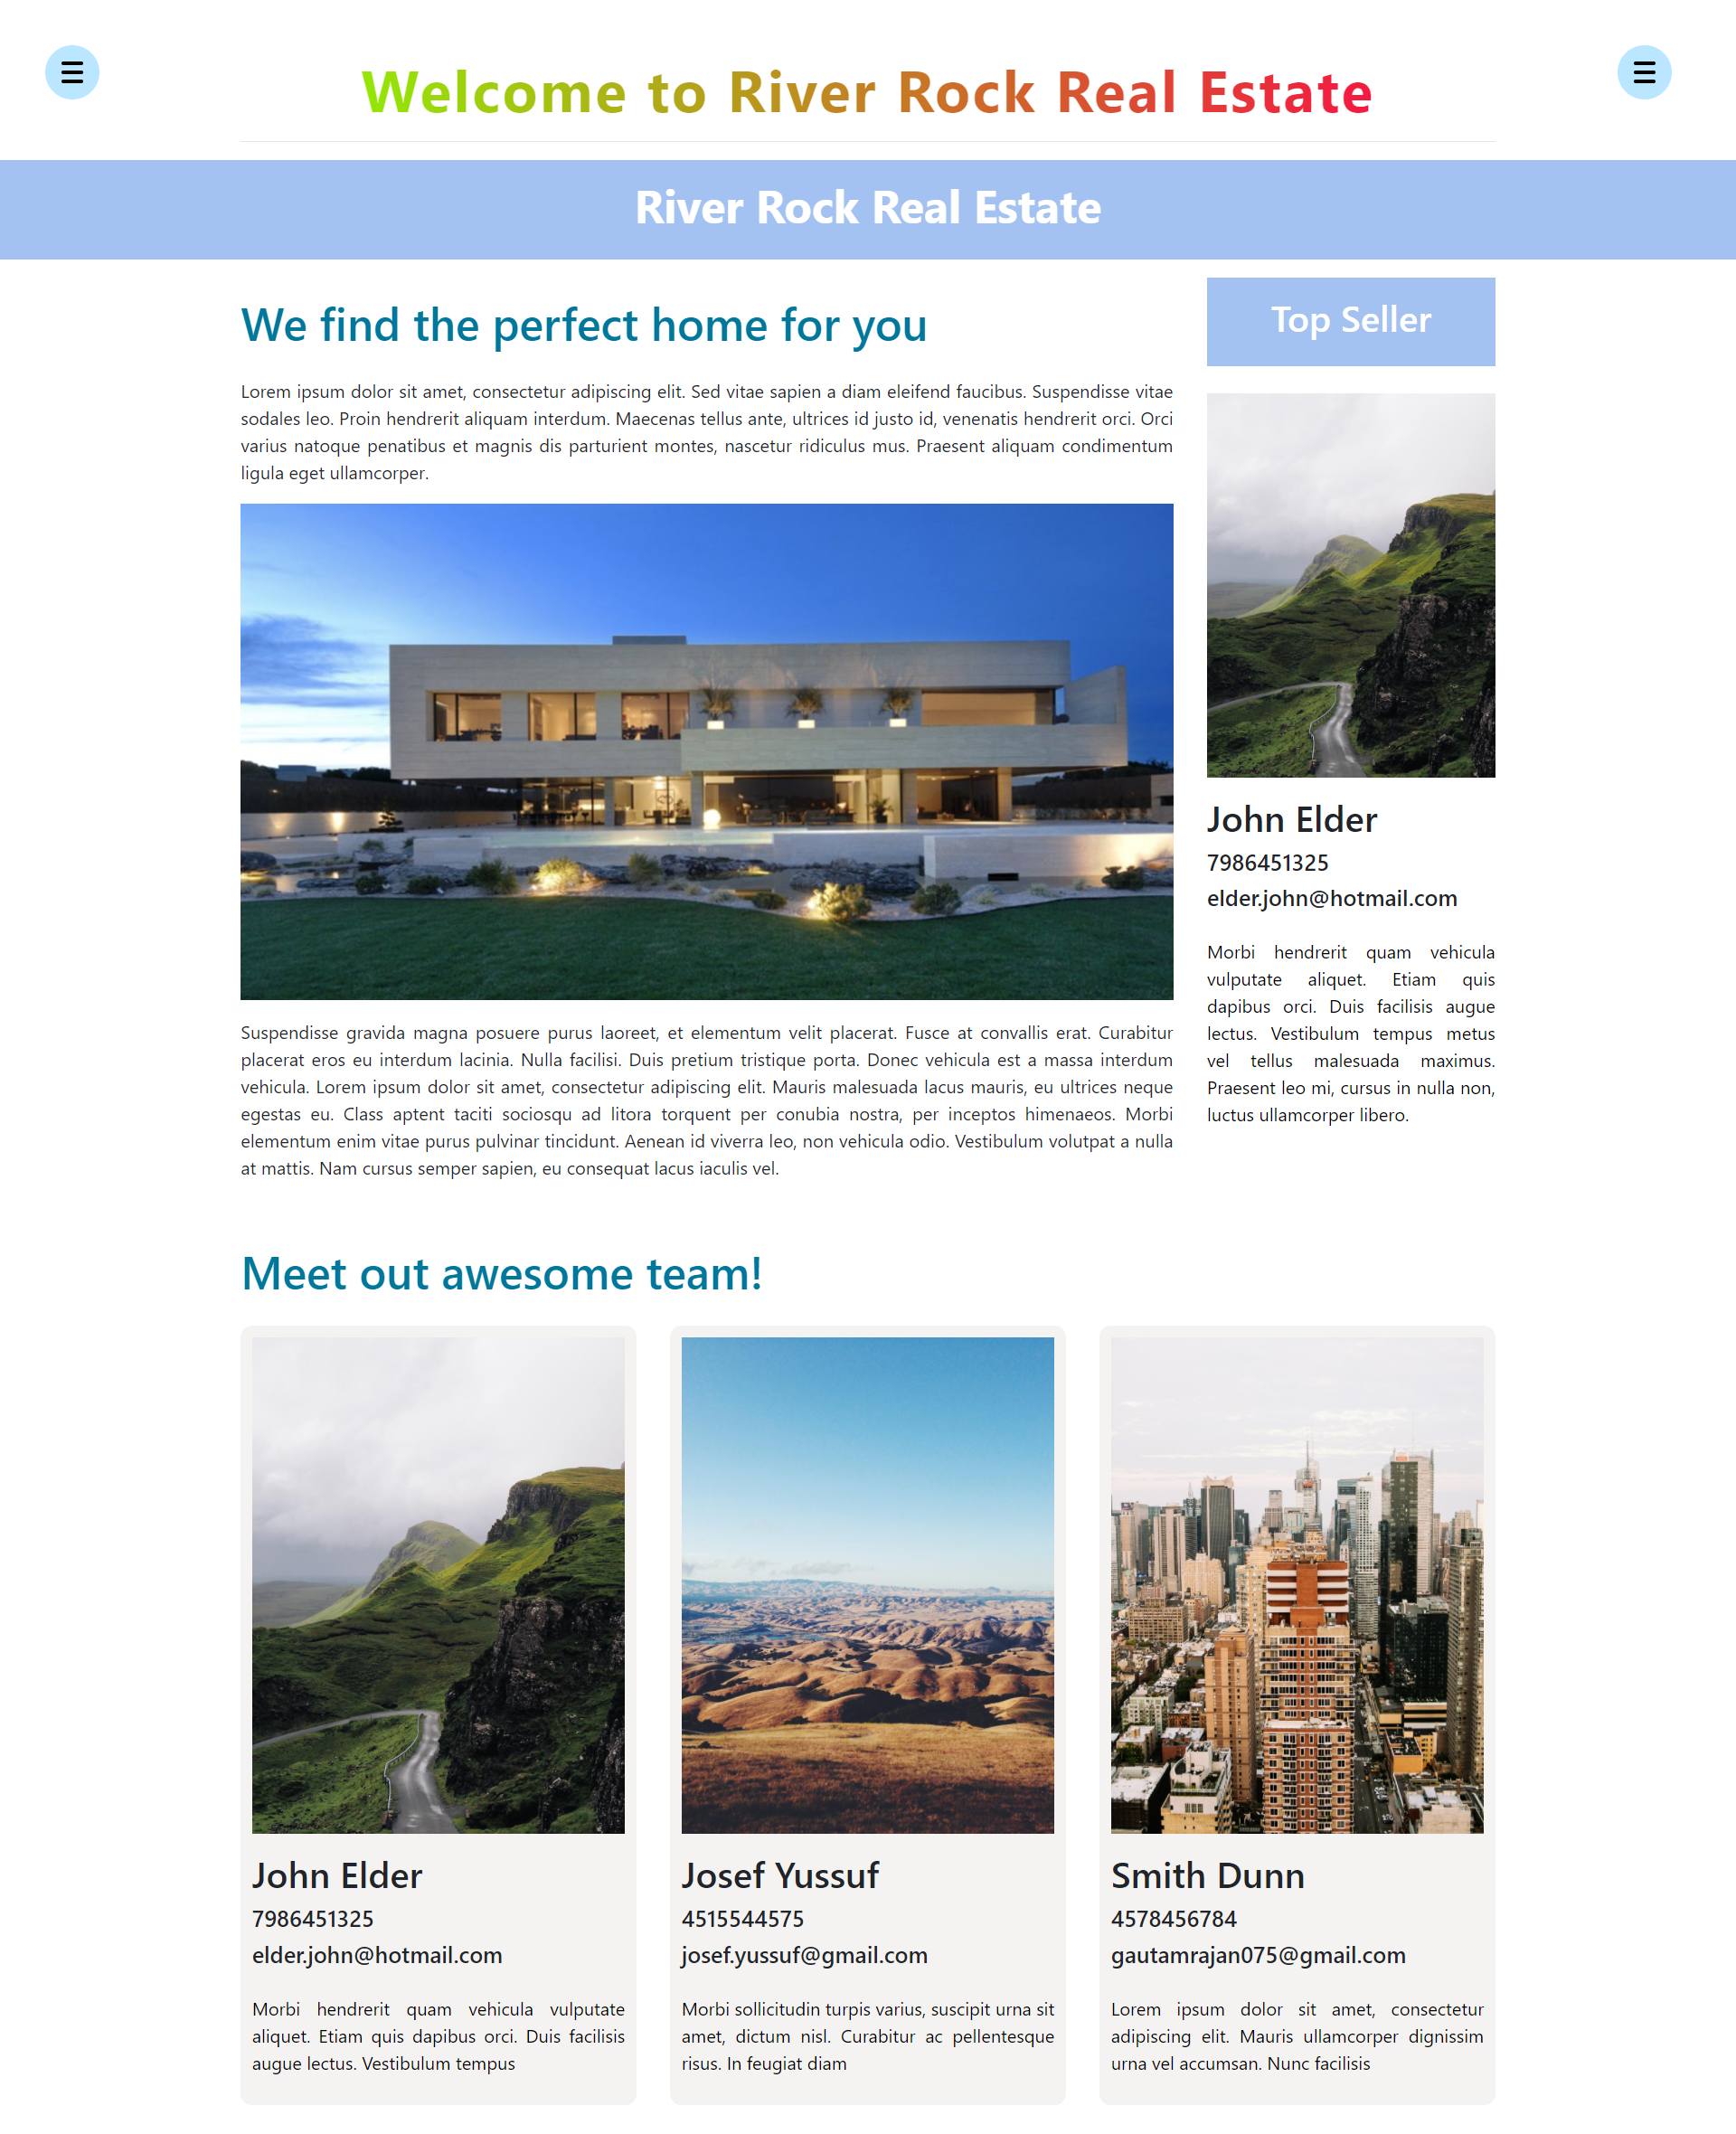 Welcome to River Rock Real Estate
River Rock Real Estate
We find the perfect home for you
Lorem ipsum dolor sit amet, consectetur adipiscing elit. Sed vitae sapien a diam eleifend faucibus. Suspendisse vitae
sodales leo. Proin hendrerit aliquam interdum. Maecenas tellus ante, ultrices id justo id, venenatis hendrerit orci. Orci
varius natoque penatibus et magnis dis parturient montes, nascetur ridiculus mus. Praesent aliquam condimentum
ligula eget ullamcorper.
Suspendisse gravida magna posuere purus laoreet, et elementum velit placerat. Fusce at convallis erat. Curabitur
placerat eros eu interdum lacinia. Nulla facilisi. Duis pretium tristique porta. Donec vehicula est a massa interdum
vehicula. Lorem ipsum dolor sit amet, consectetur adipiscing elit. Mauris malesuada lacus mauris, eu ultrices neque
egestas eu. Class aptent taciti sociosqu ad litora torquent per conubia nostra, per inceptos himenaeos. Morbi
elementum enim vitae purus pulvinar tincidunt. Aenean id viverra leo, non vehicula odio. Vestibulum volutpat a nulla
at mattis. Nam cursus semper sapien, eu consequat lacus iaculis vel.
Top Seller
John Elder
7986451325
elder.john@hotmail.com
Morbi hendrerit quam vehicula
vulputate aliquet. Etiam quis
dapibus orci. Duis facilisis augue
lectus. Vestibulum tempus metus
vel tellus malesuada maximus.
Praesent leo mi, cursus in nulla non,
luctus ullamcorper libero.
Meet out awesome team!
John Elder
7986451325
elder.john@hotmail.com
Morbi hendrerit quam vehicula vulputate
aliquet. Etiam quis dapibus orci. Duis facilisis
augue lectus. Vestibulum tempus
Josef Yussuf
4515544575
josef.yussuf@gmail.com
Morbi sollicitudin turpis varius, suscipit urna sit
amet, dictum nisl. Curabitur ac pellentesque
risus. In feugiat diam
Smith Dunn
4578456784
gautamrajan075@gmail.com
Lorem ipsum dolor sit amet, consectetur
adipiscing elit. Mauris ullamcorper dignissim
urna vel accumsan. Nunc facilisis